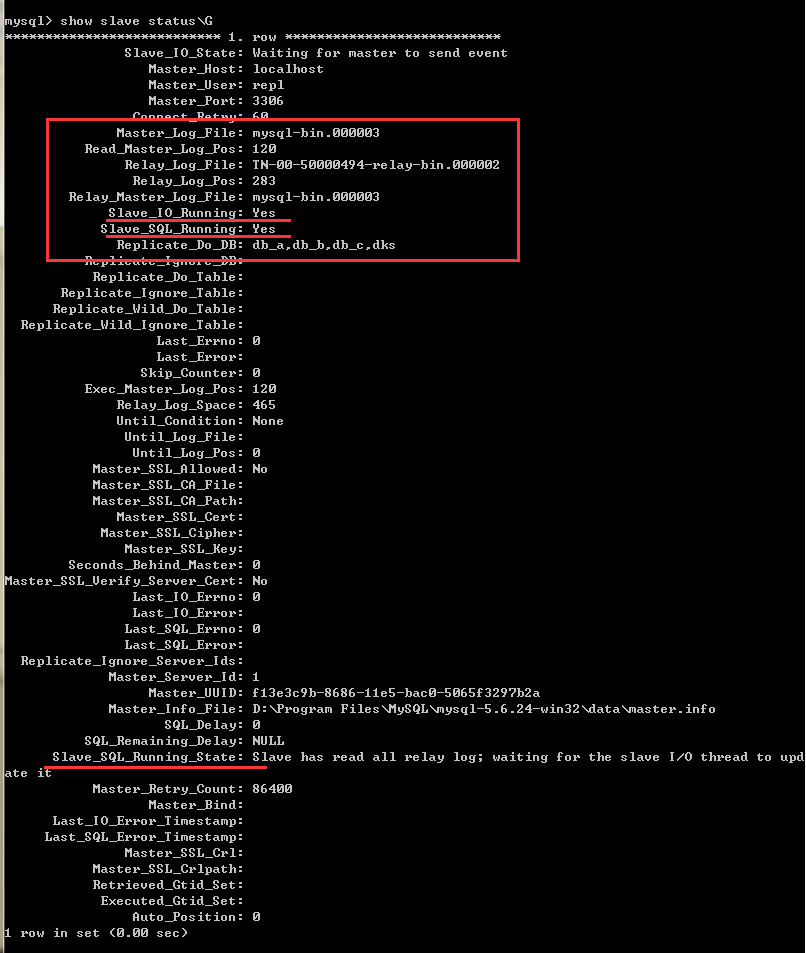 mysql> show slave status\G
*************************** 1. row ***************************
Slave_IO_State: Waiting for master to send event
Master_Host: localhost
Master_User: repl
Master_Port: 3306
Connect_Retry: 60
Master_Log_File: mysql-bin.000003
Read_Master_Log_Pos: 120
Relay_Log_File: TN-00-50000494-relay-bin.000002
Relay_Log_Pos: 283
Relay_Master_Log_File: mysql-bin.000003
Slave_IO_Running: Yes
Slave_SQL_Running: Yes
Replicate_Do_DB: db_a,db_b,db_c,dks
Replicate_Ignore_DB:
Replicate_Do_Table:
Replicate_Ignore_Table:
Replicate_Wild_Do_Table:
Replicate_Wild_Ignore_Table:
Last_Errno: 0
Last_Error:
Skip_Counter: 0
Exec_Master_Log_Pos: 120
Relay_Log_Space: 465
Until_Condition: None
Until_Log_File:
Until_Log_Pos: 0
Master_SSL_Allowed: No
Master_SSL_CA_File:
Master_SSL_CA_Path:
Master_SSL_Cert:
Master_SSL_Cipher:
Master_SSL_Key:
Seconds_Behind_Master: 0
Master_SSL_Verify_Server_Cert: No
Last_IO_Errno: 0
Last_IO_Error:
Last_SQL_Errno: 0
Last_SQL_Error:
Replicate_Ignore_Server_Ids:
Master_Server_Id: 1
Master_UUID: f13e3c9b-8686-11e5-bac0-5065f3297b2a
Master_Info_File: D:\Program Files\MySQL\mysql-5.6.24-win32\data\master.info
SQL_Delay: 0
SQL_Remaining_Delay: NULL
Slave_SQL_Running_State: Slave has read all relay log; waiting for the slave I/O thread to upd
ate it
Master_Retry_Count: 86400
Master_Bind:
Last_IO_Error_Timestamp:
Last_SQL_Error_Timestamp:
Master_SSL_Crl:
Master_SSL_Crlpath:
Retrieved_Gtid_Set:
Executed_Gtid_Set:
Auto_Position: 0
1 row in set (0.00 sec)